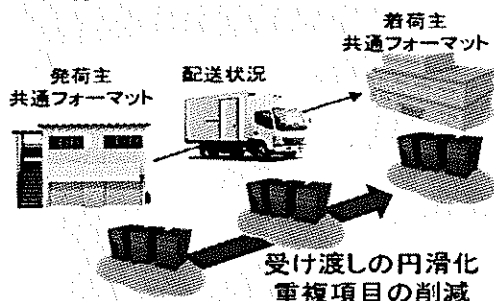 発荷主
共通フォーマット
配送状況
着荷主
共通フォーマット
受け渡しの円滑化
重複項目の削減